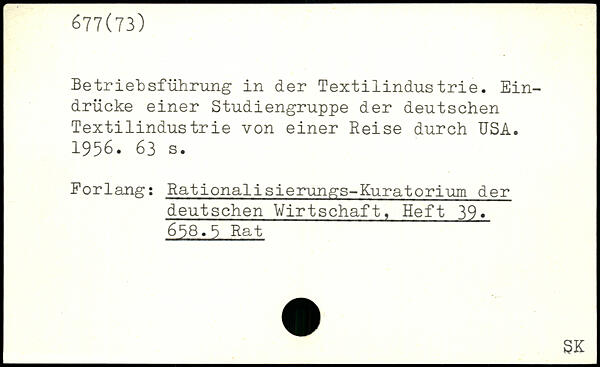 677(73)
Betriebsführung in der Textilindustrie. Ein-
drücke einer Studiengruppe der deutschen
Textilindustrie von einer Reise durch USA.
1956. 63 s.
Forlang: Rationalisierungs-Kuratorium der
deutschen Wirtschaft, Heft 39.
658.5 Rat
SK